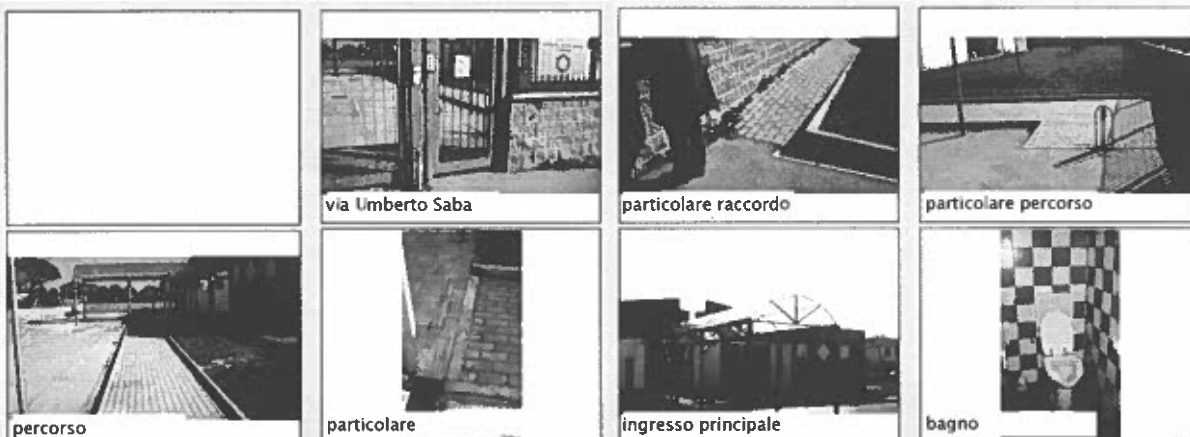 via Umberto Saba
particolare raccordo
particolare percorso
percorso
particolare
ingresso principale
bagno